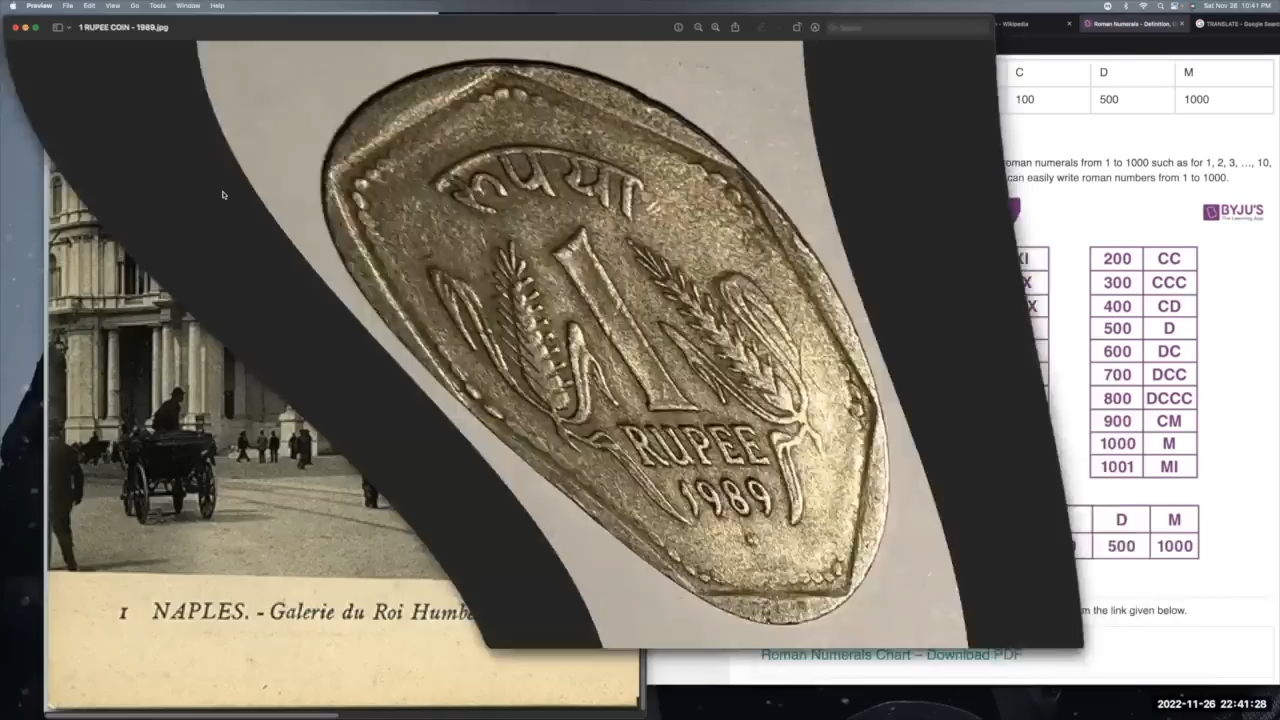 Preview File Edit View Go Tools Window Help
Sat Nov 26 10:41 PM
1 RUPEE COIN - 1989.jpg
Search
Wikipedia
Roman Numerals - Definition,
TRANSLATE - Google Sear
C D M
100 500 1000
roman numerals from 1 to 1000 such as for 1, 2, 3, …, 10,
can easily write roman numbers from 1 to 1000.
BYJU'S
The Learning App
रुपया
1
RUPEE
1989
200 CC
300 CCC
400 CD
500 D
600 DC
700 DCC
800 DCCC
900 CM
1000 M
1001 MI
D M
500 1000
1 NAPLES. - Galerie du Roi
the link given below.
Roman Numerals Chart – Download PDF
2022-11-26 22:41:28